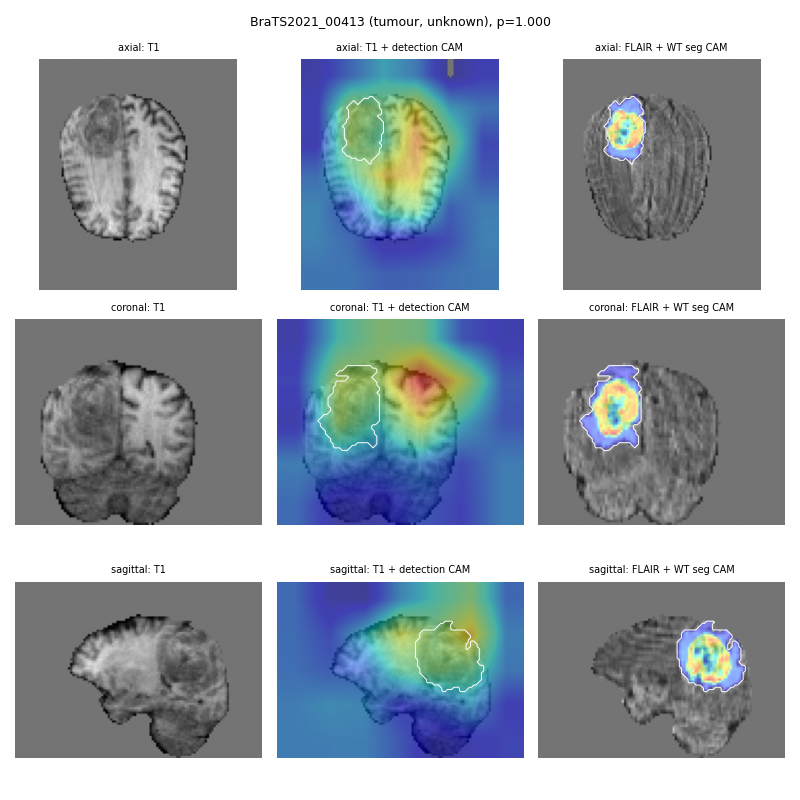 BraTS2021_00413 (tumour, unknown), p=1.000
axial: T1
axial: T1 + detection CAM
axial: FLAIR + WT seg CAM
coronal: T1
coronal: T1 + detection CAM
coronal: FLAIR + WT seg CAM
sagittal: T1
sagittal: T1 + detection CAM
sagittal: FLAIR + WT seg CAM